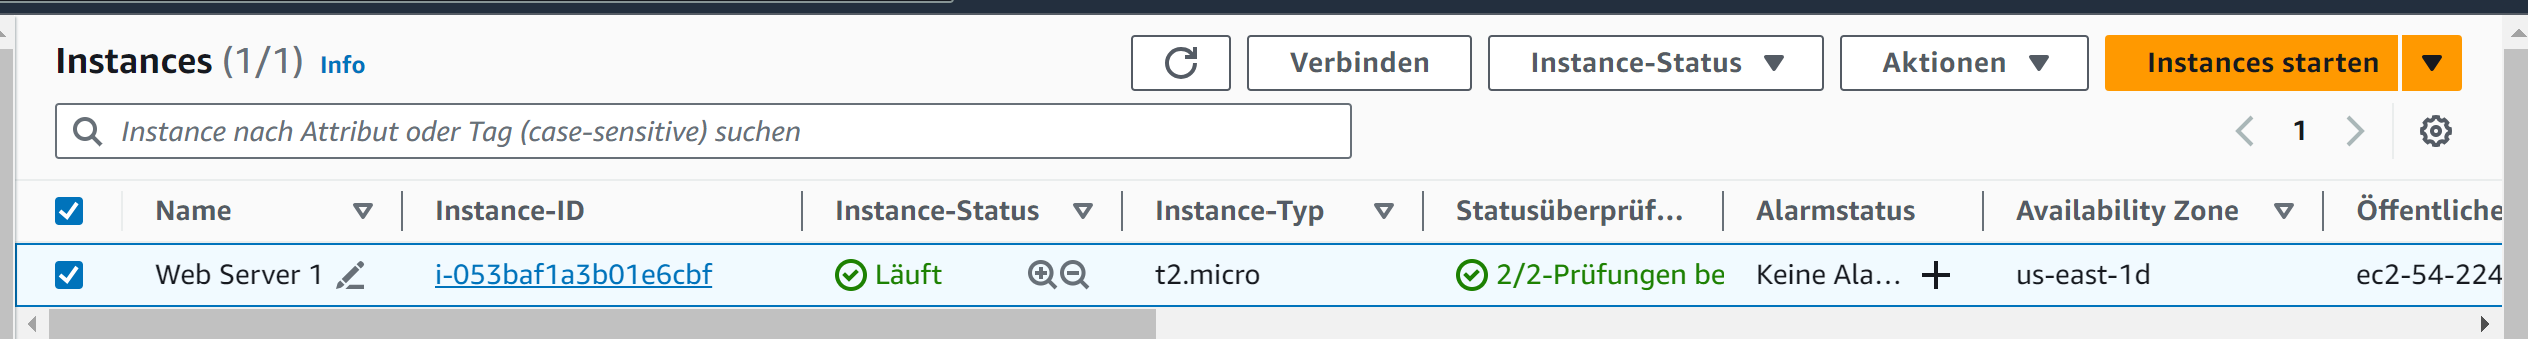 Instances (1/1) Info
Verbinden
Instance-Status
Aktionen
Instances starten
Instance nach Attribut oder Tag (case-sensitive) suchen
1
Name Instance-ID Instance-Status Instance-Typ Statusüberprüf... Alarmstatus Availability Zone Öffentliche
Web Server 1 i-053baf1a3b01e6cbf Läuft t2.micro 2/2-Prüfungen be Keine Ala... us-east-1d ec2-54-224